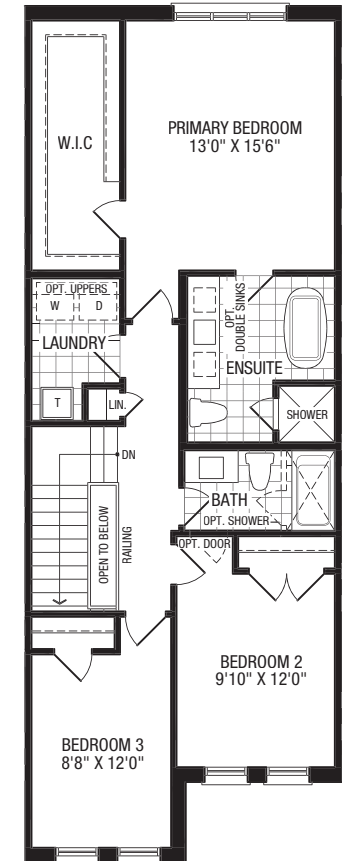 PRIMARY BEDROOM
13'0" X 15'6"
W.I.C
OPT. UPPERS
W
D
LAUNDRY
T
LIN.
OPT.
DOUBLE SINKS
ENSUITE
SHOWER
DN
OPEN TO BELOW
RAILING
BATH
OPT. SHOWER
OPT. DOOR
BEDROOM 2
9'10" X 12'0"
BEDROOM 3
8'8" X 12'0"